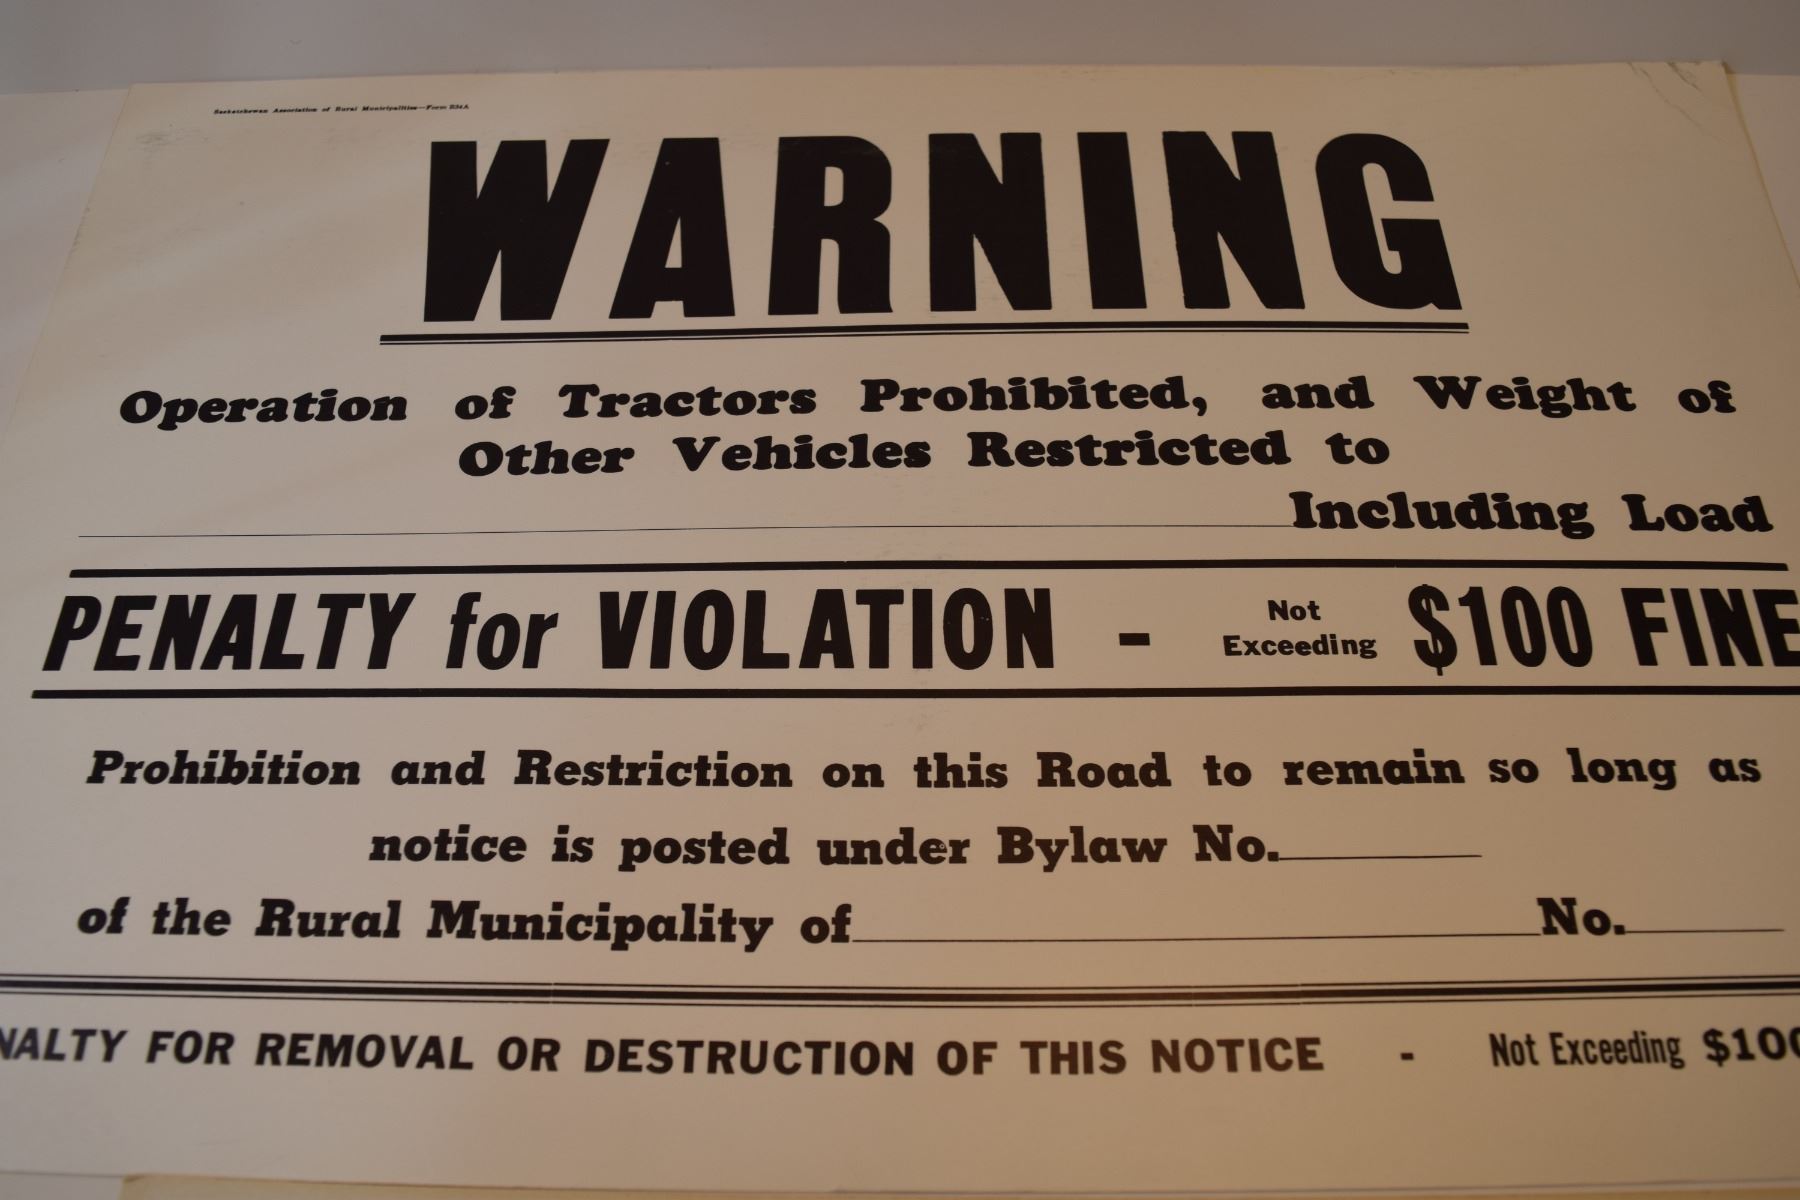 Saskatchewan Association of Rural Municipalities—Form R34A
WARNING
Operation of Tractors Prohibited, and Weight of
Other Vehicles Restricted to
Including Load
PENALTY for VIOLATION - Not Exceeding $100 FINE
Prohibition and Restriction on this Road to remain so long as
notice is posted under Bylaw No.
of the Rural Municipality of No.
NALTY FOR REMOVAL OR DESTRUCTION OF THIS NOTICE - Not Exceeding $100